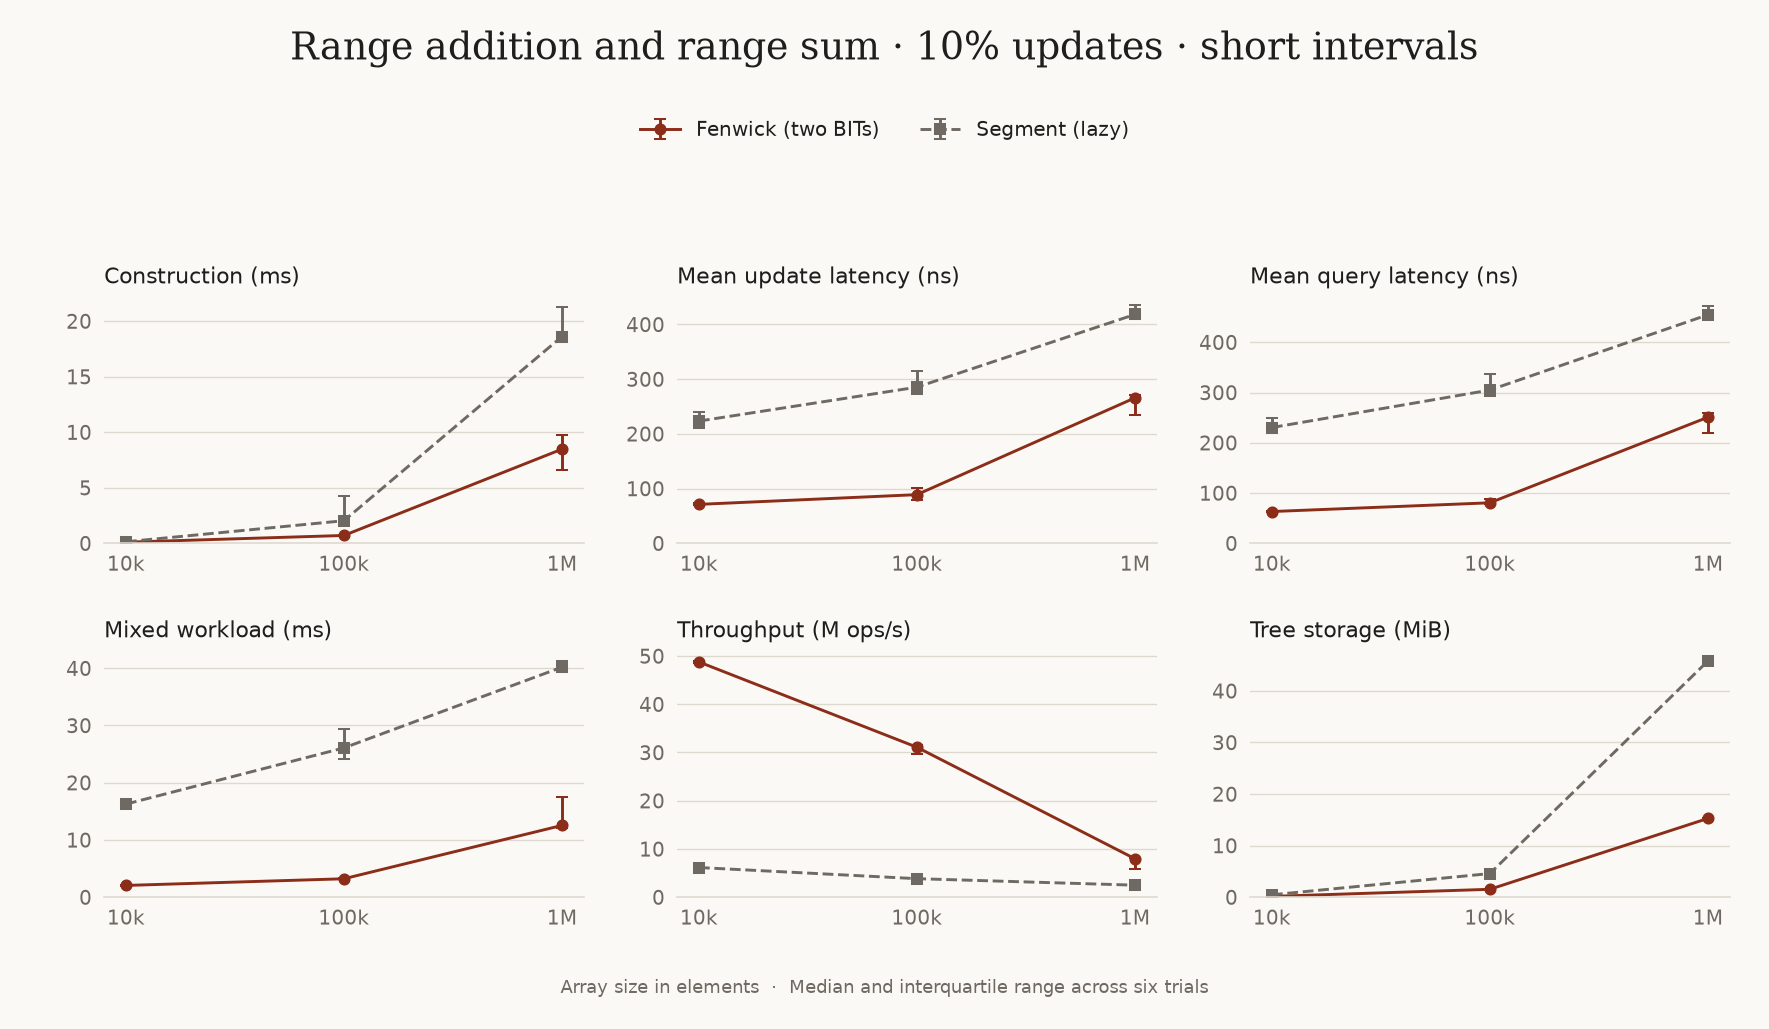 Range addition and range sum · 10% updates · short intervals
Fenwick (two BITs)
Segment (lazy)
Construction (ms)
20
15
10
5
0
10k
100k
1M
Mean update latency (ns)
400
300
200
100
0
10k
100k
1M
Mean query latency (ns)
400
300
200
100
0
10k
100k
1M
Mixed workload (ms)
40
30
20
10
0
10k
100k
1M
Throughput (M ops/s)
50
40
30
20
10
0
10k
100k
1M
Tree storage (MiB)
40
30
20
10
0
10k
100k
1M
Array size in elements · Median and interquartile range across six trials